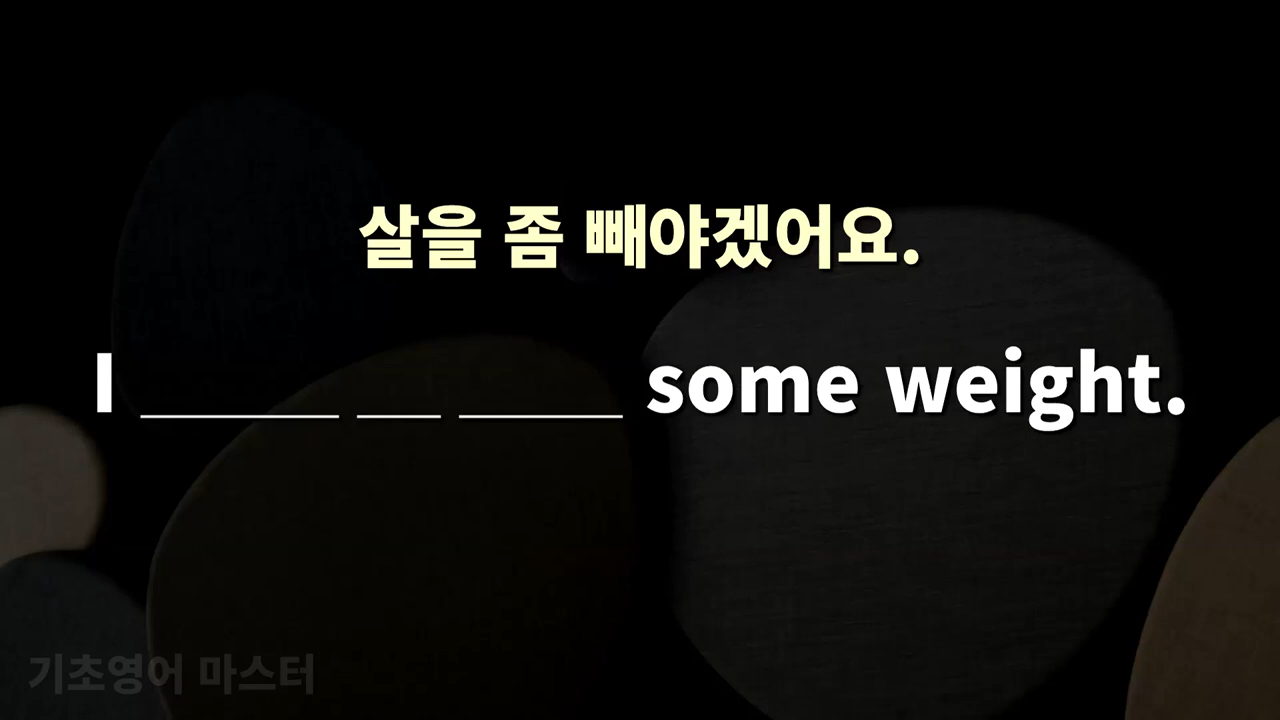 살을 좀 빼야겠어요.
I _____ __ ____ some weight.
기초영어 마스터